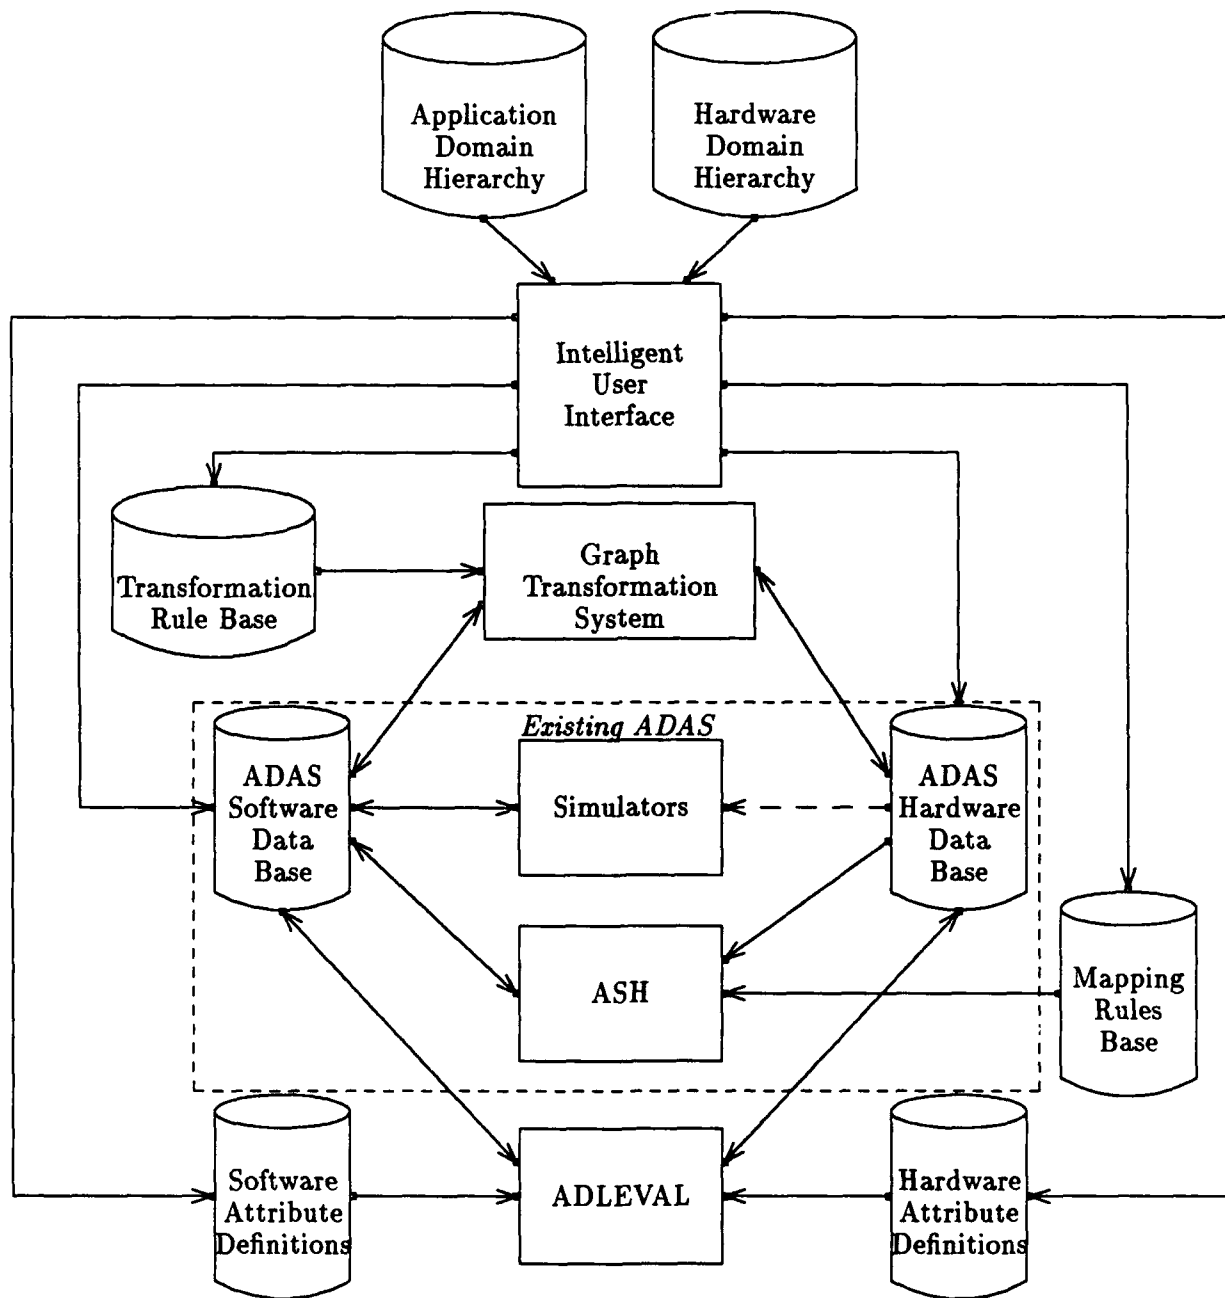 Application
Domain
Hierarchy
Hardware
Domain
Hierarchy
Intelligent
User
Interface
Transformation
Rule Base
Graph
Transformation
System
Existing ADAS
ADAS
Software
Data
Base
Simulators
ADAS
Hardware
Data
Base
ASH
Mapping
Rules
Base
Software
Attribute
Definitions
ADLEVAL
Hardware
Attribute
Definitions